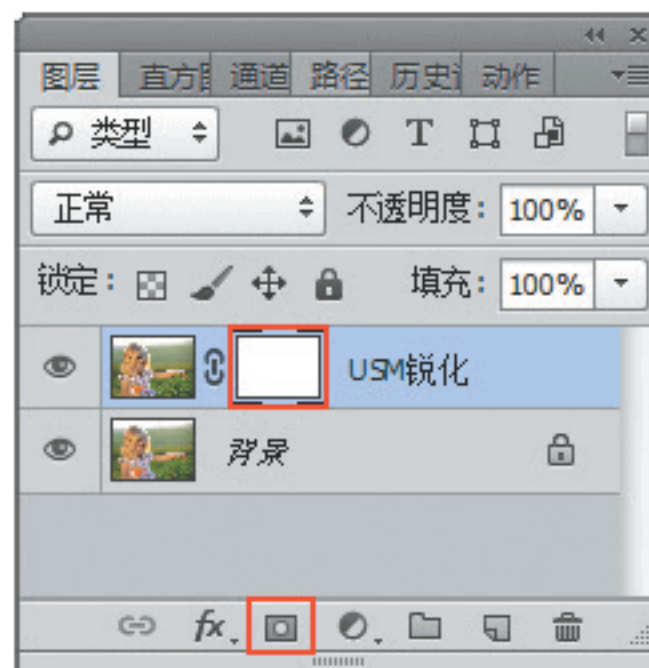 图层 直方图 通道 路径 历史 动作
类型 T
正常 不透明度: 100%
锁定: 填充: 100%
USM锐化
背景
fx